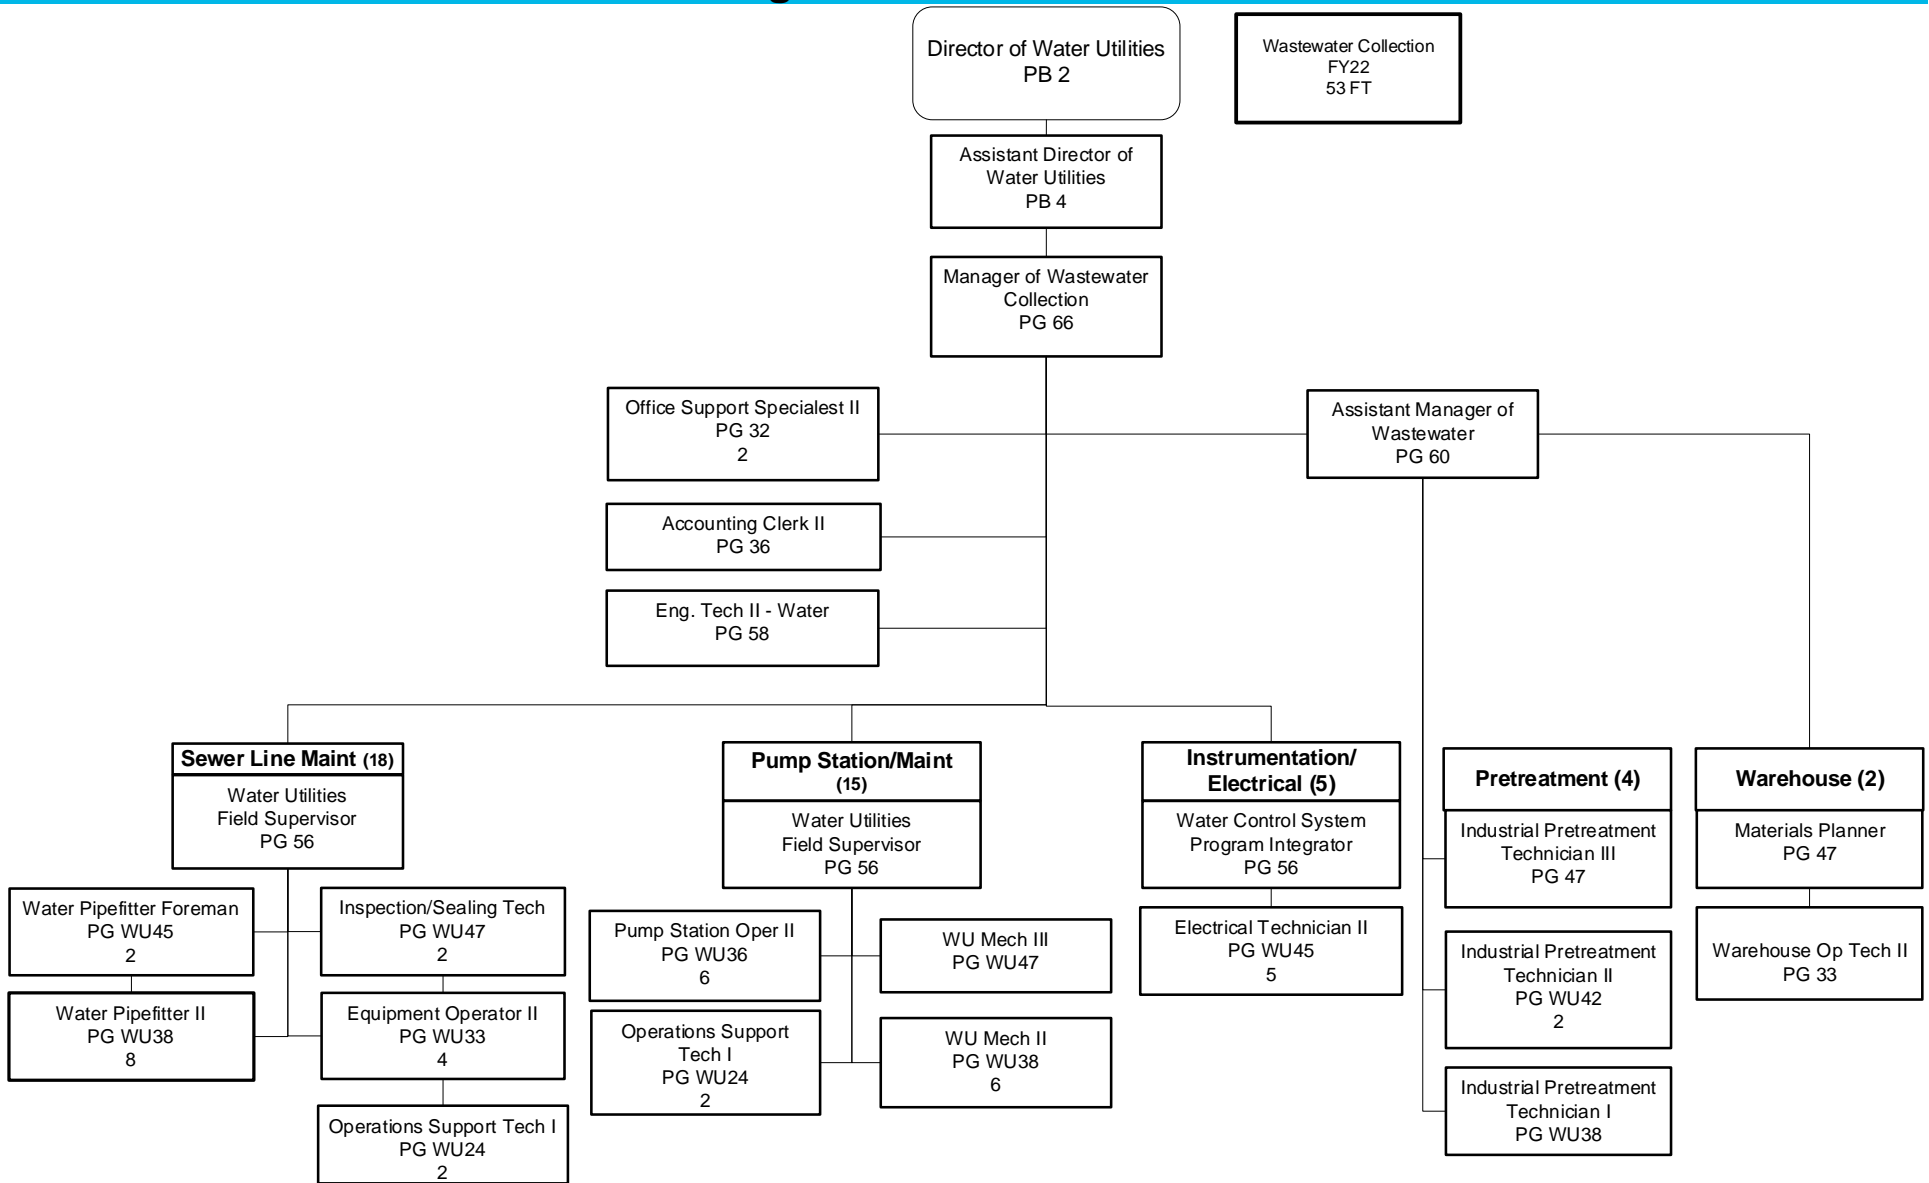 Director of Water Utilities
PB 2
Wastewater Collection
FY22
53 FT
Assistant Director of
Water Utilities
PB 4
Manager of Wastewater
Collection
PG 66
Office Support Specialest II
PG 32
2
Assistant Manager of
Wastewater
PG 60
Accounting Clerk II
PG 36
Eng. Tech II - Water
PG 58
Sewer Line Maint (18)
Water Utilities
Field Supervisor
PG 56
Water Pipefitter Foreman
PG WU45
2
Inspection/Sealing Tech
PG WU47
2
Water Pipefitter II
PG WU38
8
Equipment Operator II
PG WU33
4
Operations Support Tech I
PG WU24
2
Pump Station/Maint
(15)
Water Utilities
Field Supervisor
PG 56
Pump Station Oper II
PG WU36
6
WU Mech III
PG WU47
Operations Support
Tech I
PG WU24
2
WU Mech II
PG WU38
6
Instrumentation/
Electrical (5)
Water Control System
Program Integrator
PG 56
Electrical Technician II
PG WU45
5
Pretreatment (4)
Industrial Pretreatment
Technician III
PG 47
Industrial Pretreatment
Technician II
PG WU42
2
Industrial Pretreatment
Technician I
PG WU38
Warehouse (2)
Materials Planner
PG 47
Warehouse Op Tech II
PG 33